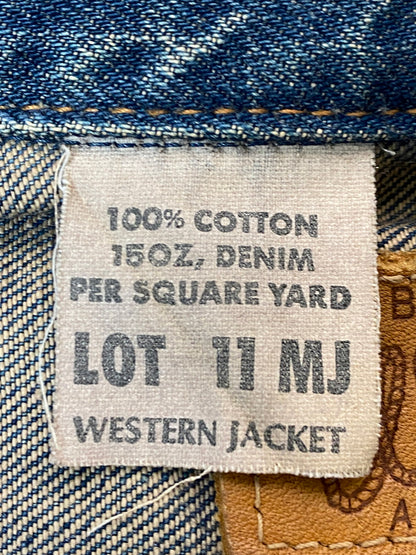 100% COTTON
15OZ, DENIM
PER SQUARE YARD
LOT 11 MJ
WESTERN JACKET
B
A